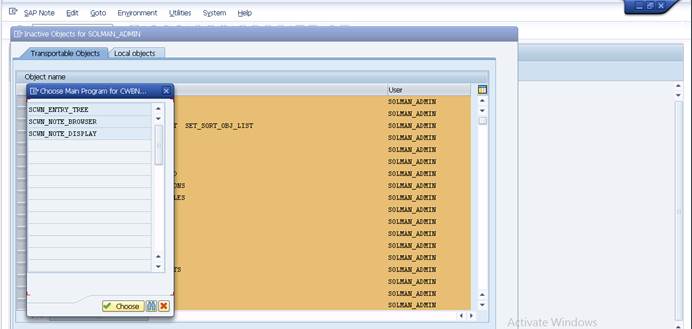 SAP Note Edit Goto Environment Utilities System Help
Inactive Objects for SOLMAN_ADMIN
Transportable Objects Local objects
Object name
User
Choose Main Program for CWBN...
SCWN_ENTRY_TREE
SCWN_NOTE_BROWSER
SCWN_NOTE_DISPLAY
SOLMAN_ADMIN
SOLMAN_ADMIN
T SET_SORT_OBJ_LIST SOLMAN_ADMIN
SOLMAN_ADMIN
SOLMAN_ADMIN
SOLMAN_ADMIN
D SOLMAN_ADMIN
ONS SOLMAN_ADMIN
LES SOLMAN_ADMIN
SOLMAN_ADMIN
SOLMAN_ADMIN
SOLMAN_ADMIN
SOLMAN_ADMIN
SOLMAN_ADMIN
TS SOLMAN_ADMIN
SOLMAN_ADMIN
SOLMAN_ADMIN
SOLMAN_ADMIN
Choose
Activate Windows